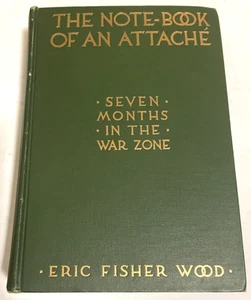 THE NOTE-BOOK
OF AN ATTACHÉ
· SEVEN ·
MONTHS
· IN THE ·
WAR ZONE
· ERIC FISHER WOOD ·